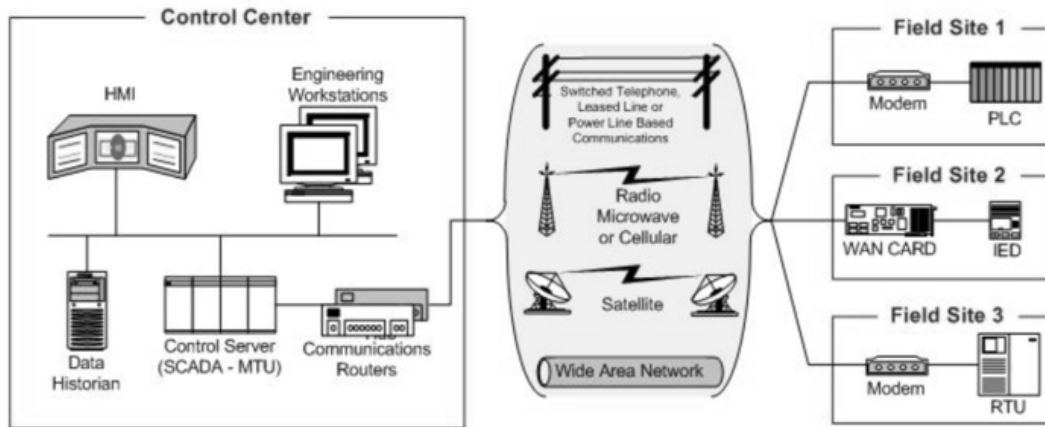 Control Center
HMI
Engineering
Workstations
Data
Historian
Control Server
(SCADA - MTU)
Communications
Routers
Switched Telephone,
Leased Line or
Power Line Based
Communications
Radio
Microwave
or Cellular
Satellite
Wide Area Network
Field Site 1
Modem
PLC
Field Site 2
WAN CARD
IED
Field Site 3
Modem
RTU